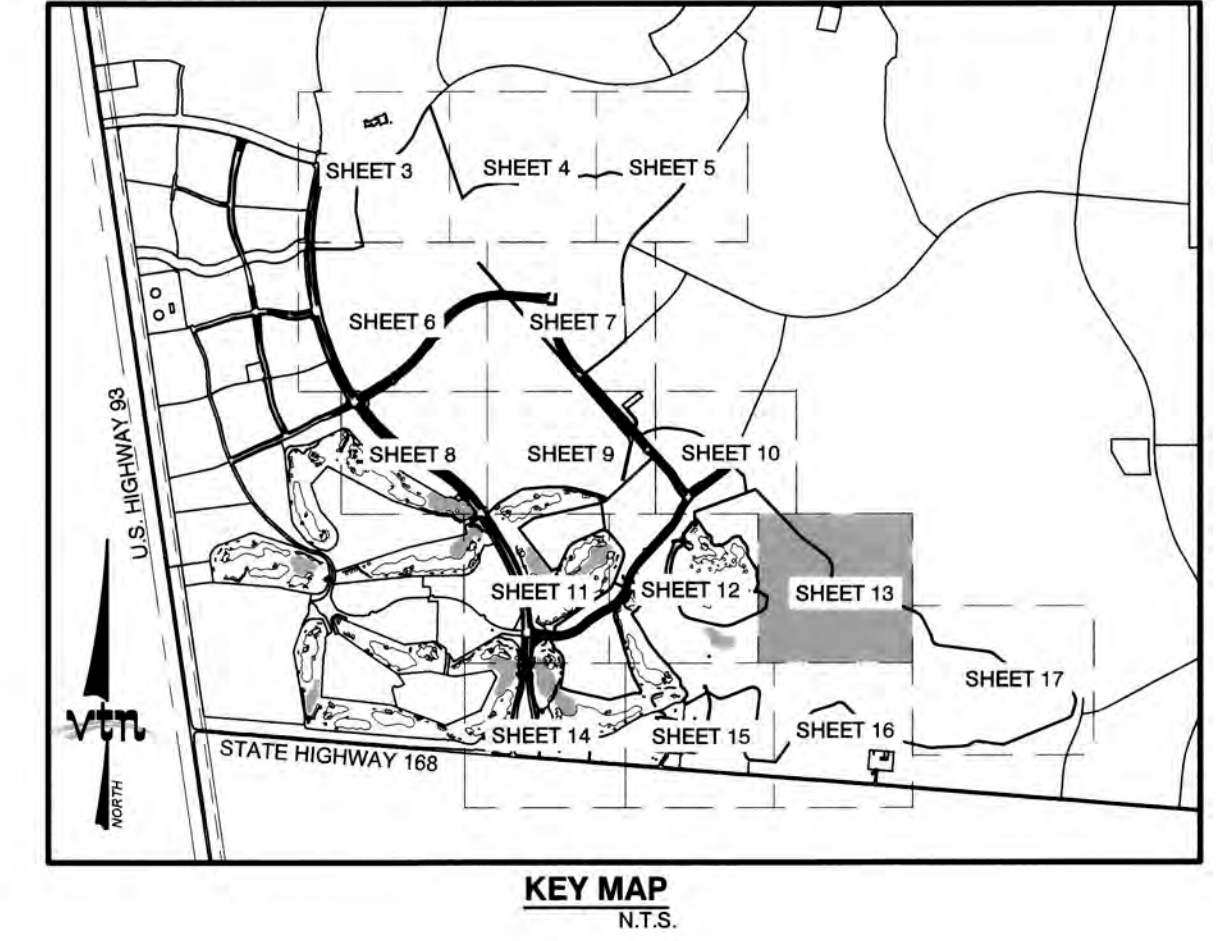 SHEET 3
SHEET 4
SHEET 5
SHEET 6
SHEET 7
SHEET 8
SHEET 9
SHEET 10
SHEET 11
SHEET 12
SHEET 13
SHEET 14
SHEET 15
SHEET 16
SHEET 17
U.S. HIGHWAY 93
STATE HIGHWAY 168
vtn
NORTH
KEY MAP
N.T.S.